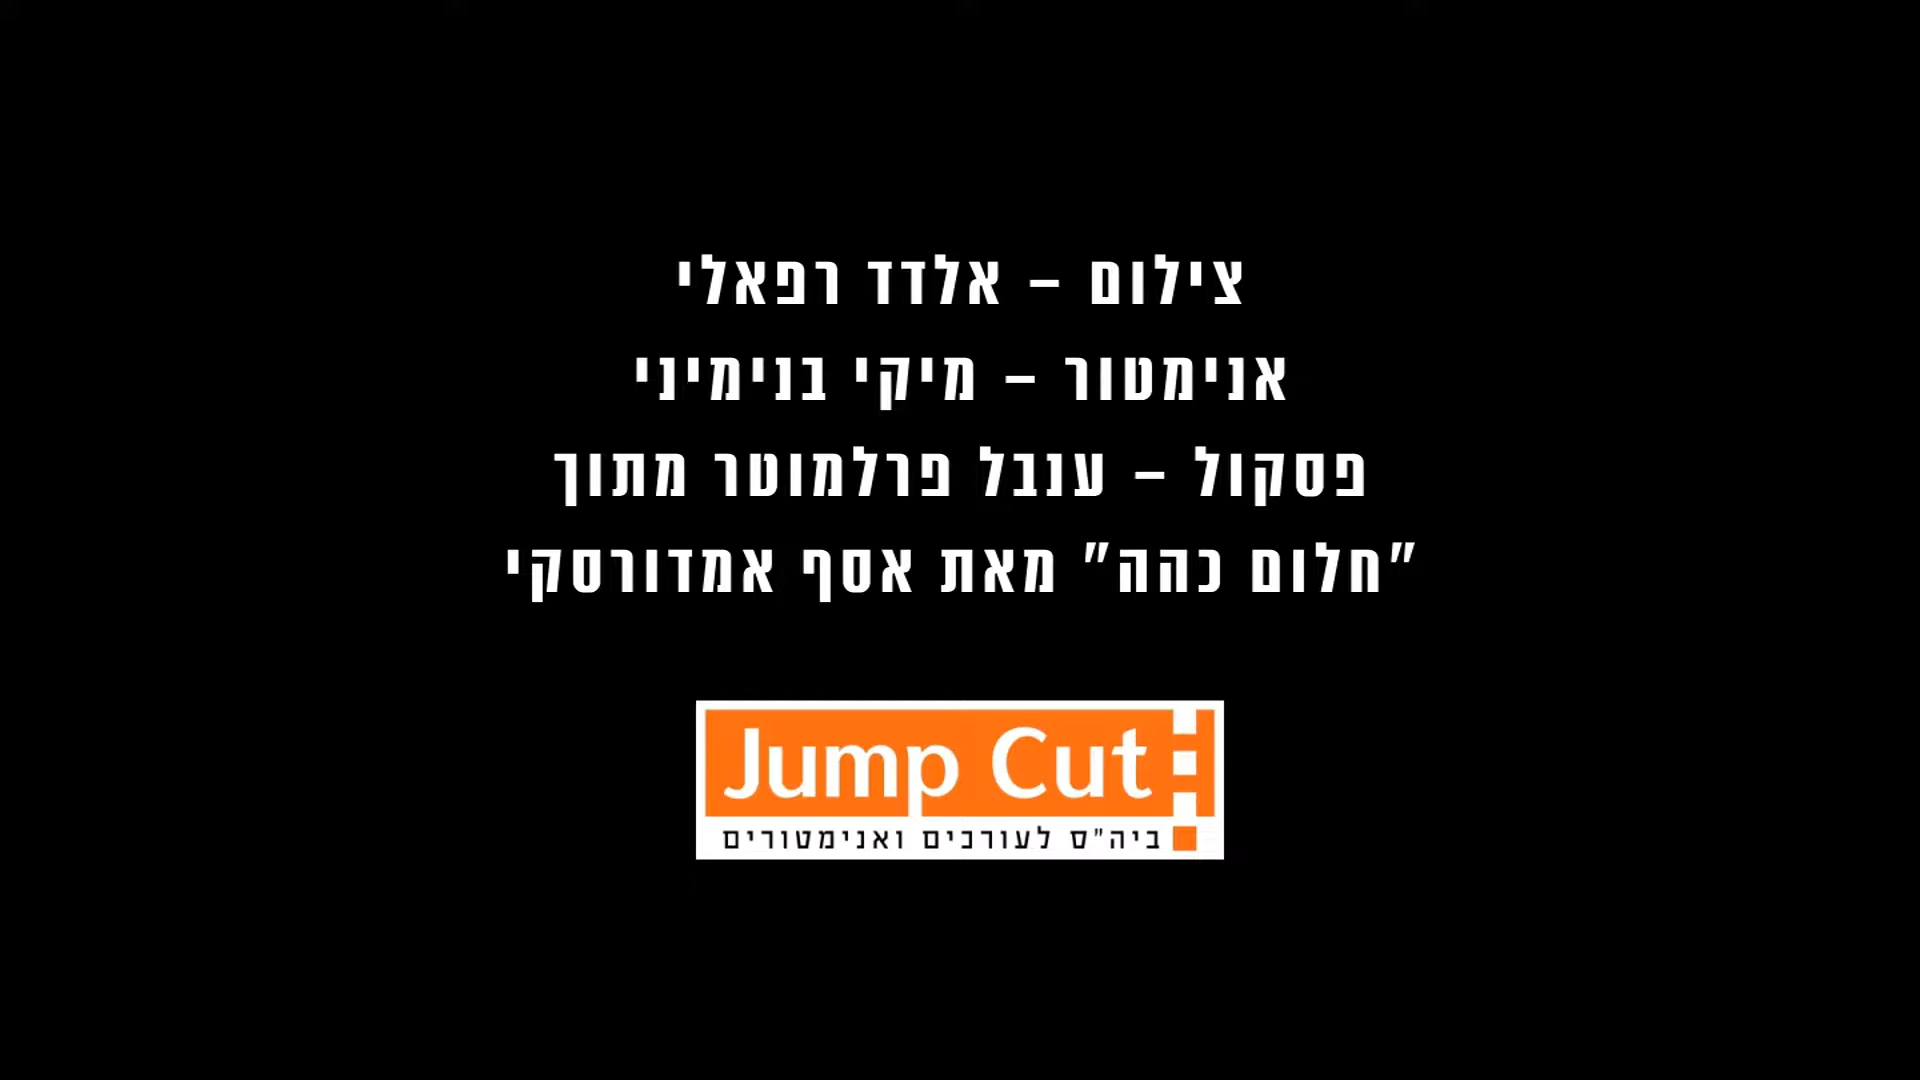 צילום – אלדד רפאלי
אנימטור – מיקי בנימיני
פסקול – ענבל פרלמוטר מתוך
"חלום כהה" מאת אסף אמדורסקי
Jump Cut
ביה"ס לעורכים ואנימטורים